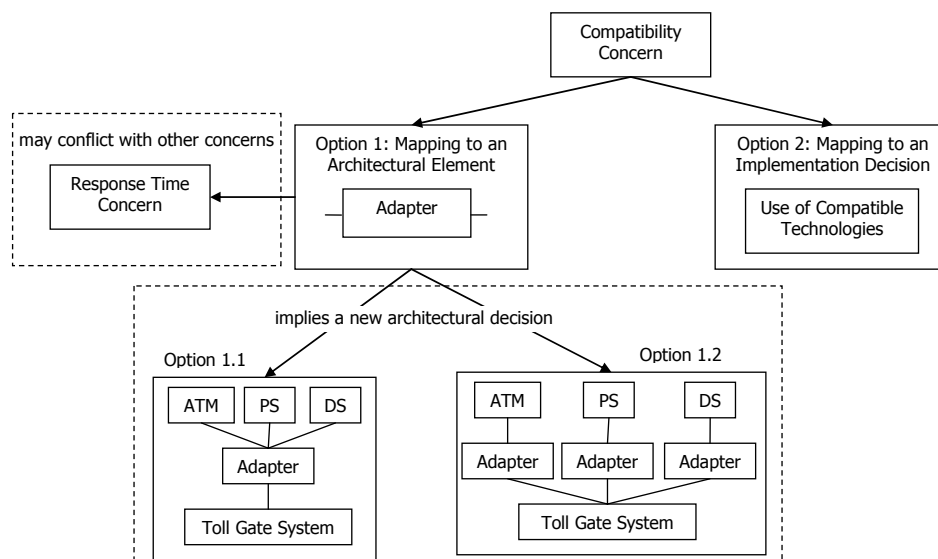 Compatibility
Concern
may conflict with other concerns
Response Time
Concern
Option 1: Mapping to an
Architectural Element
Adapter
Option 2: Mapping to an
Implementation Decision
Use of Compatible
Technologies
implies a new architectural decision
Option 1.1
ATM
PS
DS
Adapter
Toll Gate System
Option 1.2
ATM
PS
DS
Adapter
Adapter
Adapter
Toll Gate System